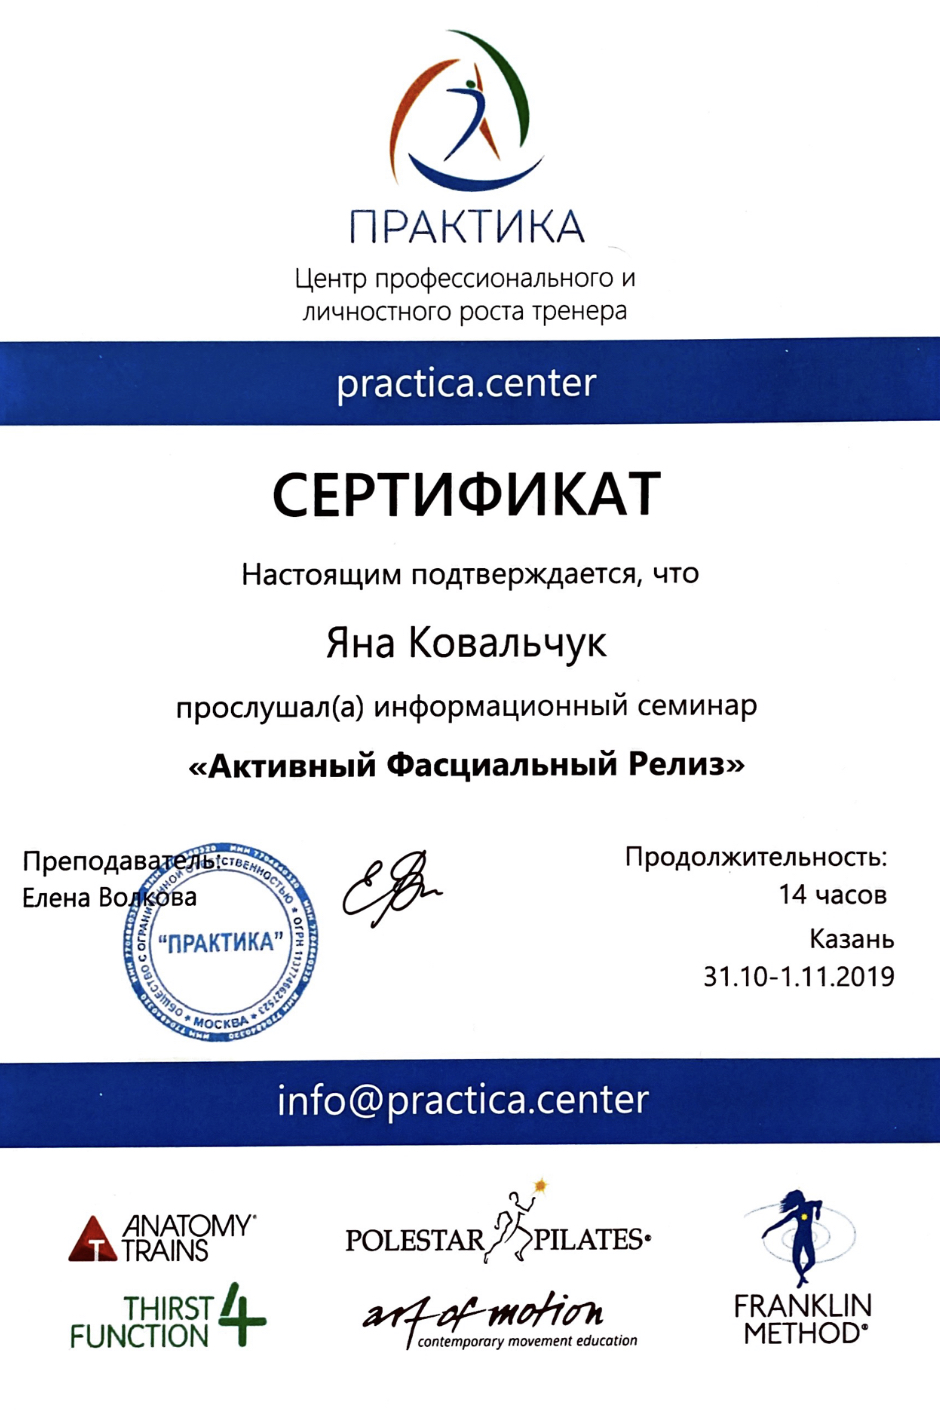 ПРАКТИКА
Центр профессионального и
личностного роста тренера
practica.center
СЕРТИФИКАТ
Настоящим подтверждается, что
Яна Ковальчук
прослушал(а) информационный семинар
«Активный Фасциальный Релиз»
Преподаватель:
Елена Волкова
ОБЩЕСТВО С ОГРАНИЧЕННОЙ ОТВЕТСТВЕННОСТЬЮ * ОГРН 1137746627523
"ПРАКТИКА"
* МОСКВА *
Продолжительность:
14 часов
Казань
31.10-1.11.2019
info@practica.center
ANATOMY®
TRAINS
POLESTAR PILATES®
THIRST 4
FUNCTION
art of motion
contemporary movement education
FRANKLIN
METHOD®